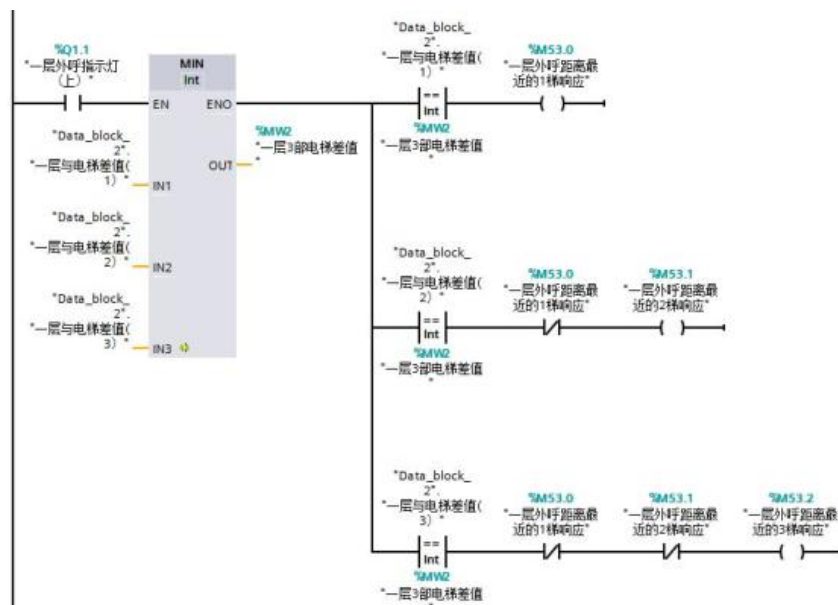 %Q1.1
"一层外呼指示灯
（上）"
MIN
Int
EN
ENO
"Data_block_
2".
"一层与电梯差值(
1）"
IN1
"Data_block_
2".
"一层与电梯差值(
2）"
IN2
"Data_block_
2".
"一层与电梯差值(
3）"
IN3
OUT
%MW2
"一层3部电梯差值
"
"Data_block_
2".
"一层与电梯差值(
1）"
==
Int
%MW2
"一层3部电梯差值
"
%M53.0
"一层外呼距离最
近的1梯响应"
"Data_block_
2".
"一层与电梯差值(
2）"
==
Int
%MW2
"一层3部电梯差值
"
%M53.0
"一层外呼距离最
近的1梯响应"
%M53.1
"一层外呼距离最
近的2梯响应"
"Data_block_
2".
"一层与电梯差值(
3）"
==
Int
%MW2
"一层3部电梯差值
"
%M53.0
"一层外呼距离最
近的1梯响应"
%M53.1
"一层外呼距离最
近的2梯响应"
%M53.2
"一层外呼距离最
近的3梯响应"